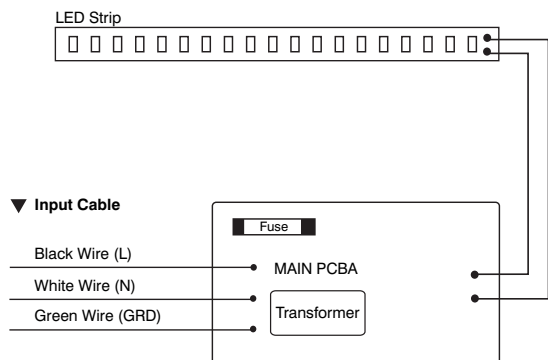 LED Strip
▼ Input Cable
Fuse
Black Wire (L)
MAIN PCBA
White Wire (N)
Transformer
Green Wire (GRD)